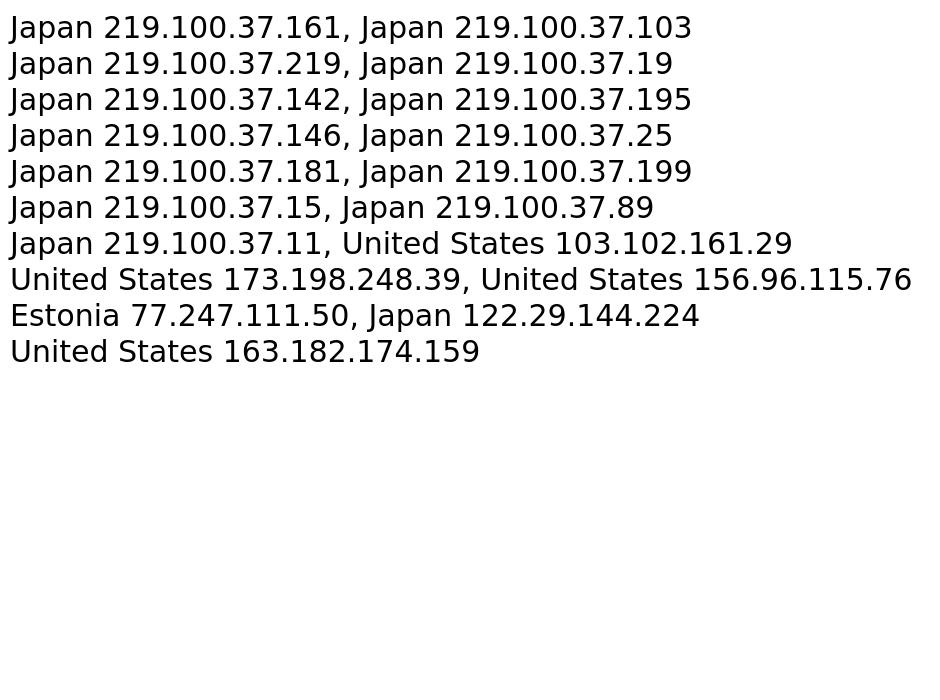 Japan 219.100.37.161, Japan 219.100.37.103
Japan 219.100.37.219, Japan 219.100.37.19
Japan 219.100.37.142, Japan 219.100.37.195
Japan 219.100.37.146, Japan 219.100.37.25
Japan 219.100.37.181, Japan 219.100.37.199
Japan 219.100.37.15, Japan 219.100.37.89
Japan 219.100.37.11, United States 103.102.161.29
United States 173.198.248.39, United States 156.96.115.76
Estonia 77.247.111.50, Japan 122.29.144.224
United States 163.182.174.159